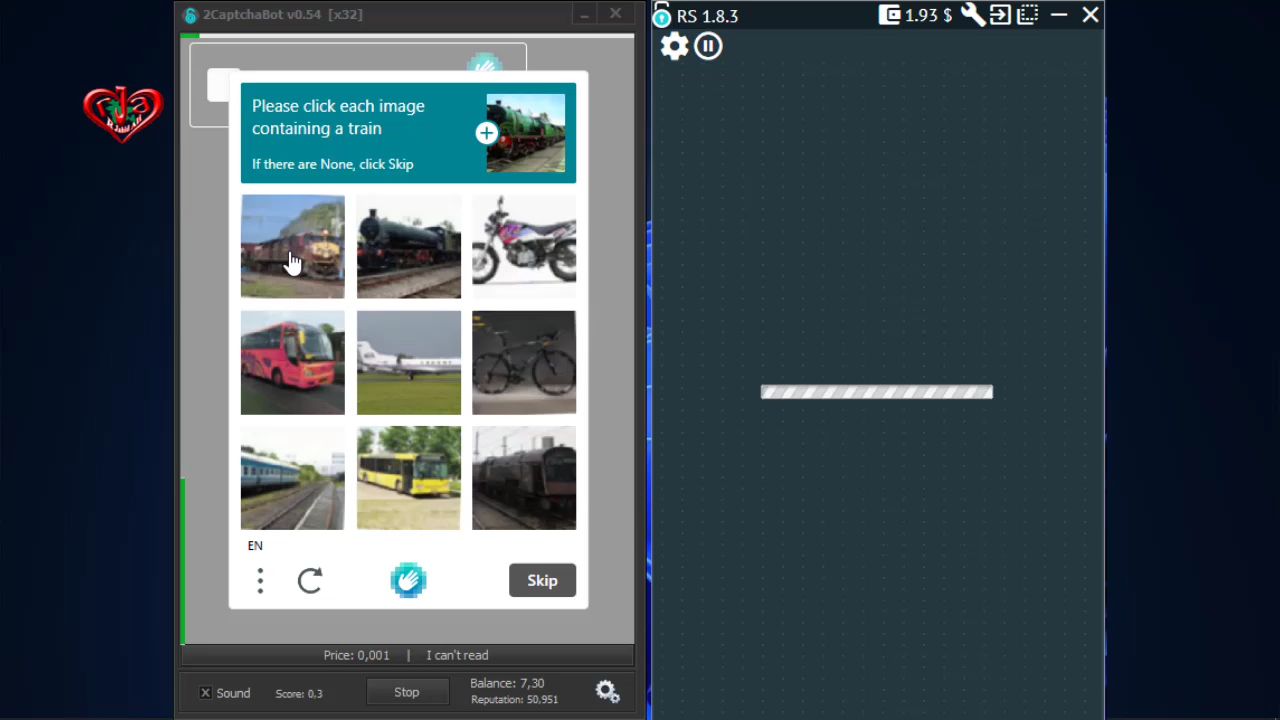 2CaptchaBot v0.54 [x32]
RS 1.8.3
1.93 $
Please click each image
containing a train
If there are None, click Skip
EN
Skip
Price: 0,001 | I can't read
Sound
Score: 0,3
Stop
Balance: 7,30
Reputation: 50,951